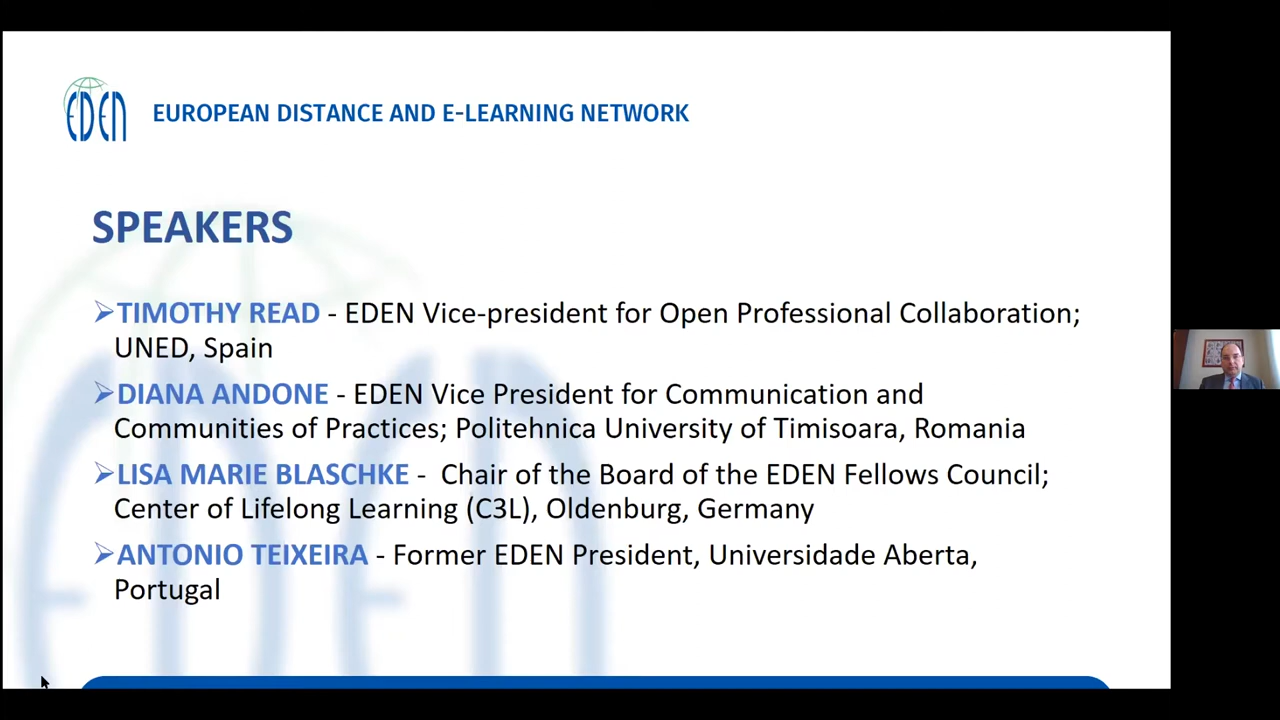 EDEN
EUROPEAN DISTANCE AND E-LEARNING NETWORK
SPEAKERS
➢TIMOTHY READ - EDEN Vice-president for Open Professional Collaboration;
UNED, Spain
➢DIANA ANDONE - EDEN Vice President for Communication and
Communities of Practices; Politehnica University of Timisoara, Romania
➢LISA MARIE BLASCHKE - Chair of the Board of the EDEN Fellows Council;
Center of Lifelong Learning (C3L), Oldenburg, Germany
➢ANTONIO TEIXEIRA - Former EDEN President, Universidade Aberta,
Portugal
EDEN